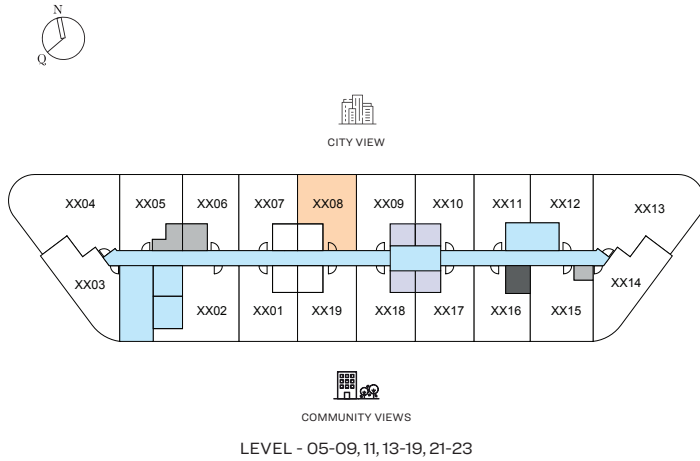 N
Q
CITY VIEW
XX04 XX05 XX06 XX07 XX08 XX09 XX10 XX11 XX12 XX13
XX03 XX14
XX02 XX01 XX19 XX18 XX17 XX16 XX15
COMMUNITY VIEWS
LEVEL - 05-09, 11, 13-19, 21-23